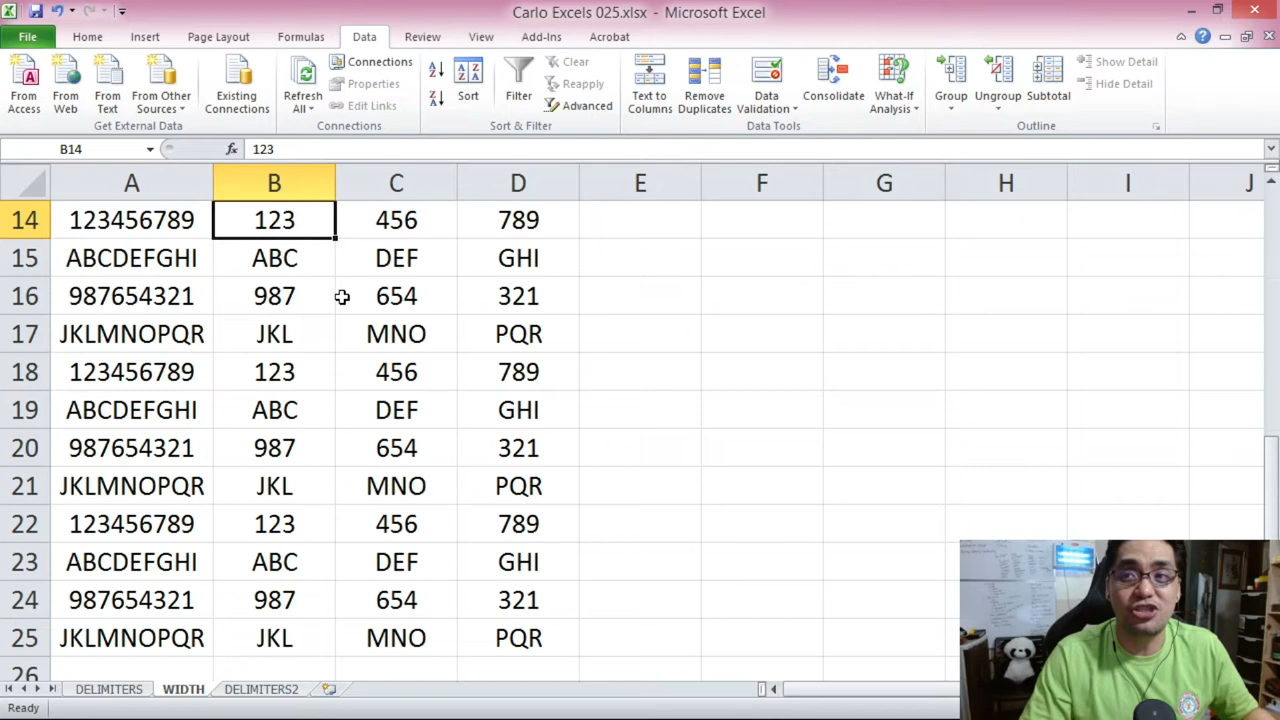 Carlo Excels 025.xlsx - Microsoft Excel
File Home Insert Page Layout Formulas Data Review View Add-Ins Acrobat
From Access
From Web
From Text
From Other Sources
Existing Connections
Get External Data
Refresh All
Connections
Properties
Edit Links
Connections
Sort
Filter
Clear
Reapply
Advanced
Sort & Filter
Text to Columns
Remove Duplicates
Data Validation
Consolidate
What-If Analysis
Data Tools
Group
Ungroup
Subtotal
Show Detail
Hide Detail
Outline
B14 fx 123
A B C D E F G H I J
14 123456789 123 456 789
15 ABCDEFGHI ABC DEF GHI
16 987654321 987 654 321
17 JKLMNOPQR JKL MNO PQR
18 123456789 123 456 789
19 ABCDEFGHI ABC DEF GHI
20 987654321 987 654 321
21 JKLMNOPQR JKL MNO PQR
22 123456789 123 456 789
23 ABCDEFGHI ABC DEF GHI
24 987654321 987 654 321
25 JKLMNOPQR JKL MNO PQR
26
DELIMITERS WIDTH DELIMITERS2
Ready